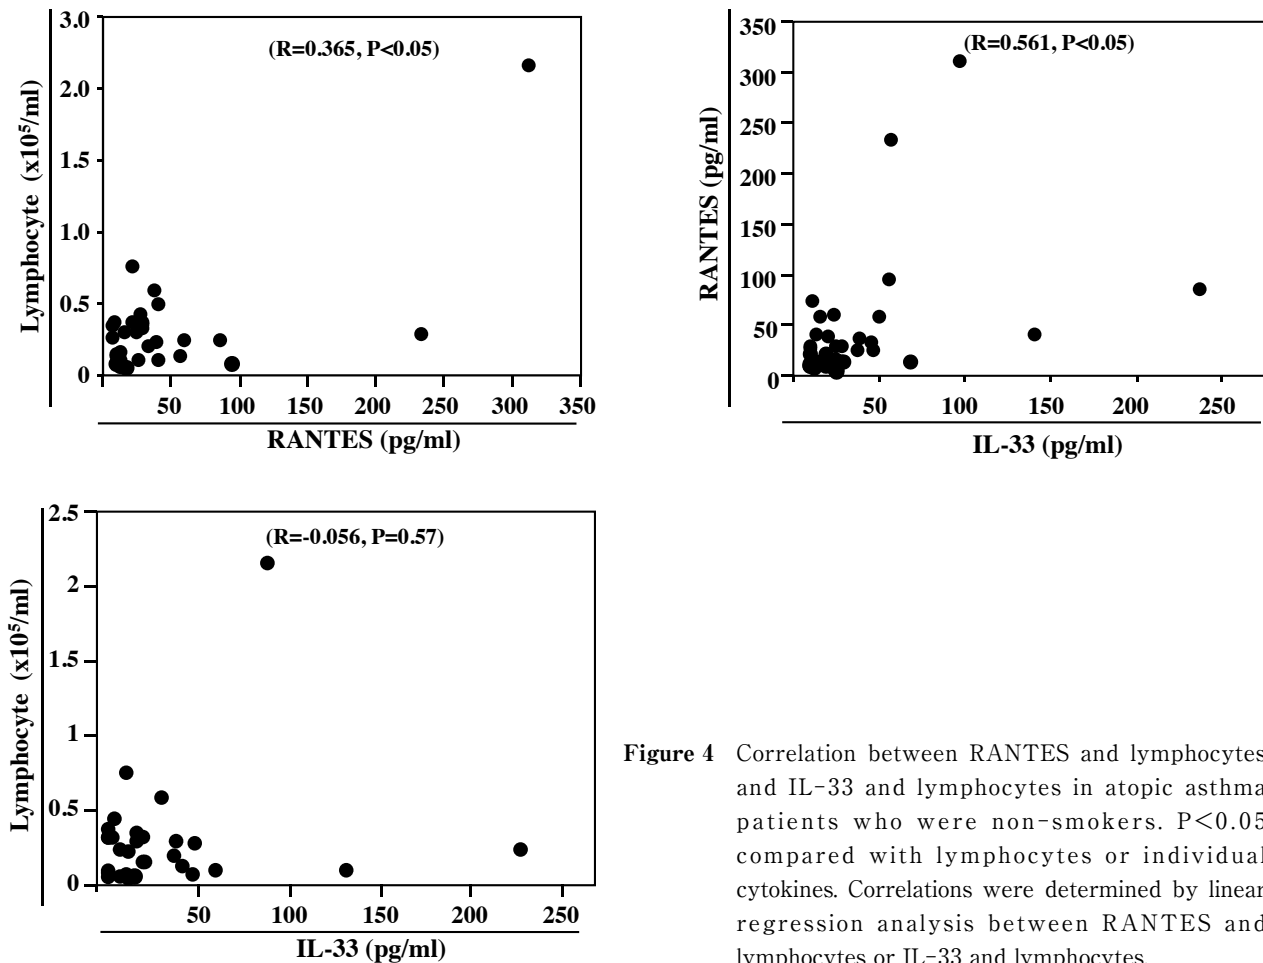 3.0
2.0
1.5
1.0
0.5
0
Lymphocyte (x10⁵/ml)
(R=0.365, P<0.05)
50 100 150 200 250 300 350
RANTES (pg/ml)
350
300
250
200
150
100
50
0
RANTES (pg/ml)
(R=0.561, P<0.05)
50 100 150 200 250
IL-33 (pg/ml)
2.5
2
1.5
1
0.5
0
Lymphocyte (x10⁵/ml)
(R=-0.056, P=0.57)
50 100 150 200 250
IL-33 (pg/ml)
Figure 4 Correlation between RANTES and lymphocytes
and IL-33 and lymphocytes in atopic asthma
patients who were non-smokers. P<0.05
compared with lymphocytes or individual
cytokines. Correlations were determined by linear
regression analysis between RANTES and
lymphocytes or IL-33 and lymphocytes.